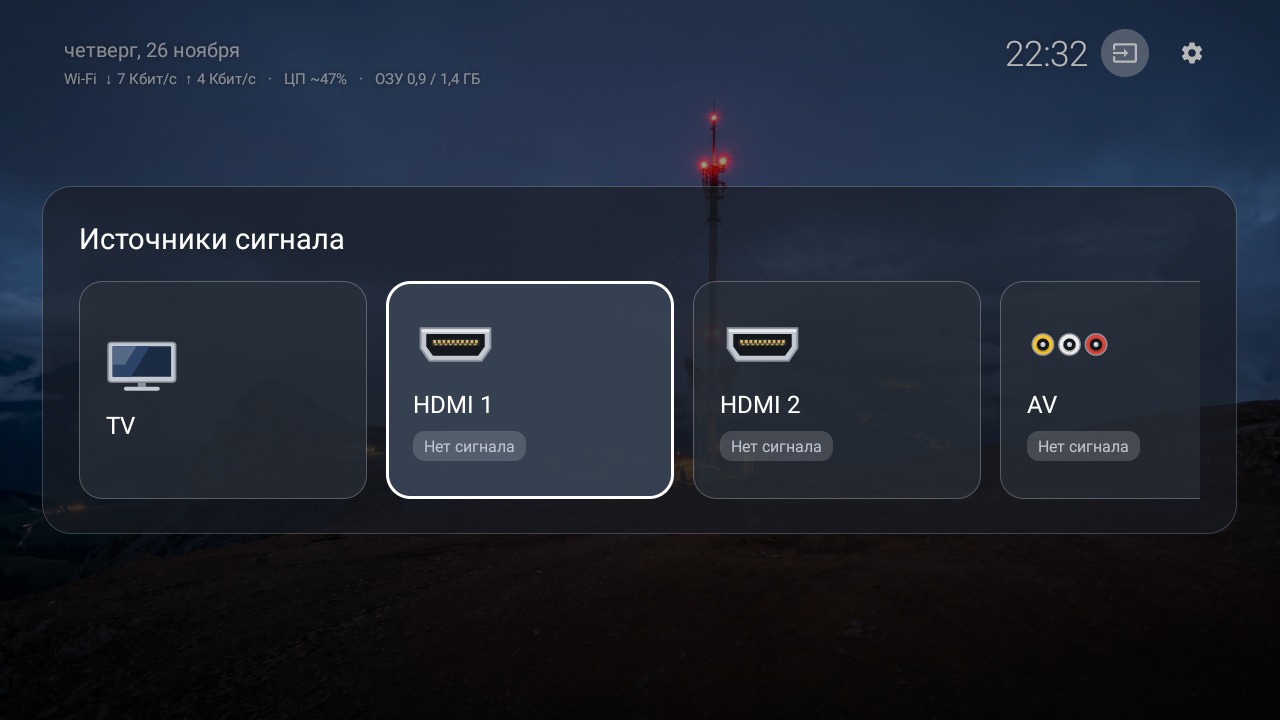 четверг, 26 ноября
22:32
Wi-Fi ↓ 7 Кбит/с ↑ 4 Кбит/с · ЦП ~47% · ОЗУ 0,9 / 1,4 ГБ
Источники сигнала
TV
HDMI 1
Нет сигнала
HDMI 2
Нет сигнала
AV
Нет сигнала